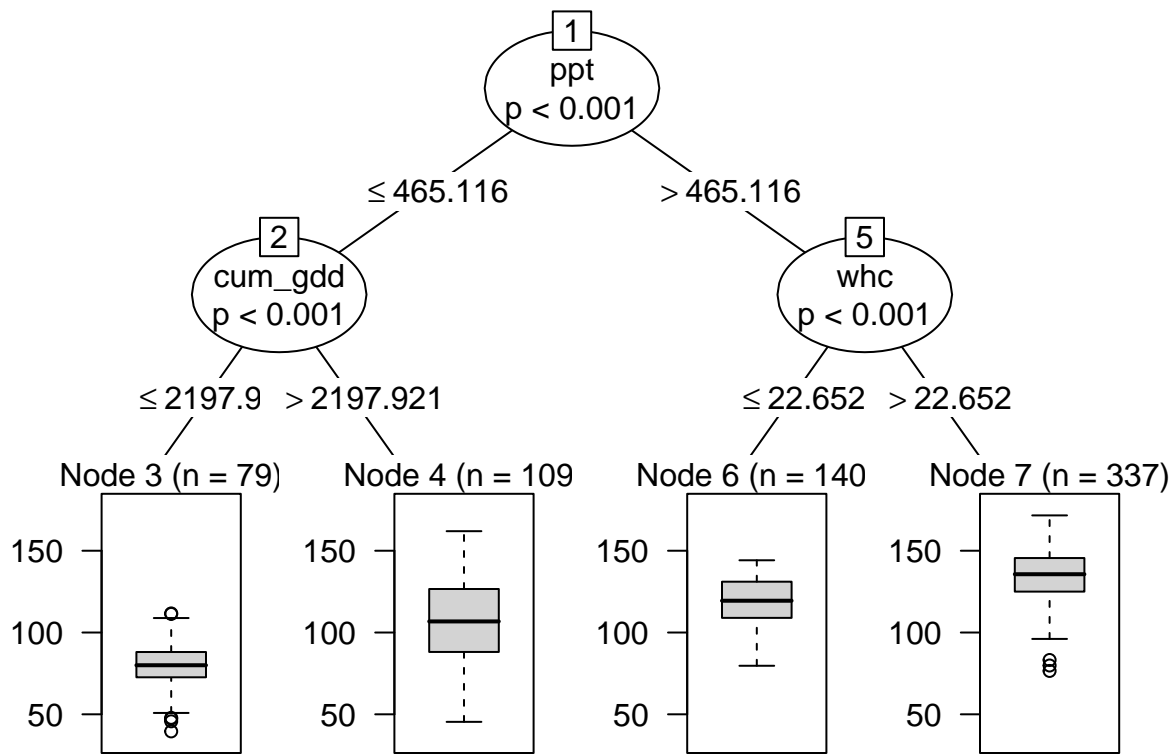 1
ppt
p < 0.001
≤ 465.116
> 465.116
2
cum_gdd
p < 0.001
5
whc
p < 0.001
≤ 2197.9
> 2197.921
≤ 22.652
> 22.652
Node 3 (n = 79)
Node 4 (n = 109
Node 6 (n = 140
Node 7 (n = 337)
150
100
50
150
100
50
150
100
50
150
100
50